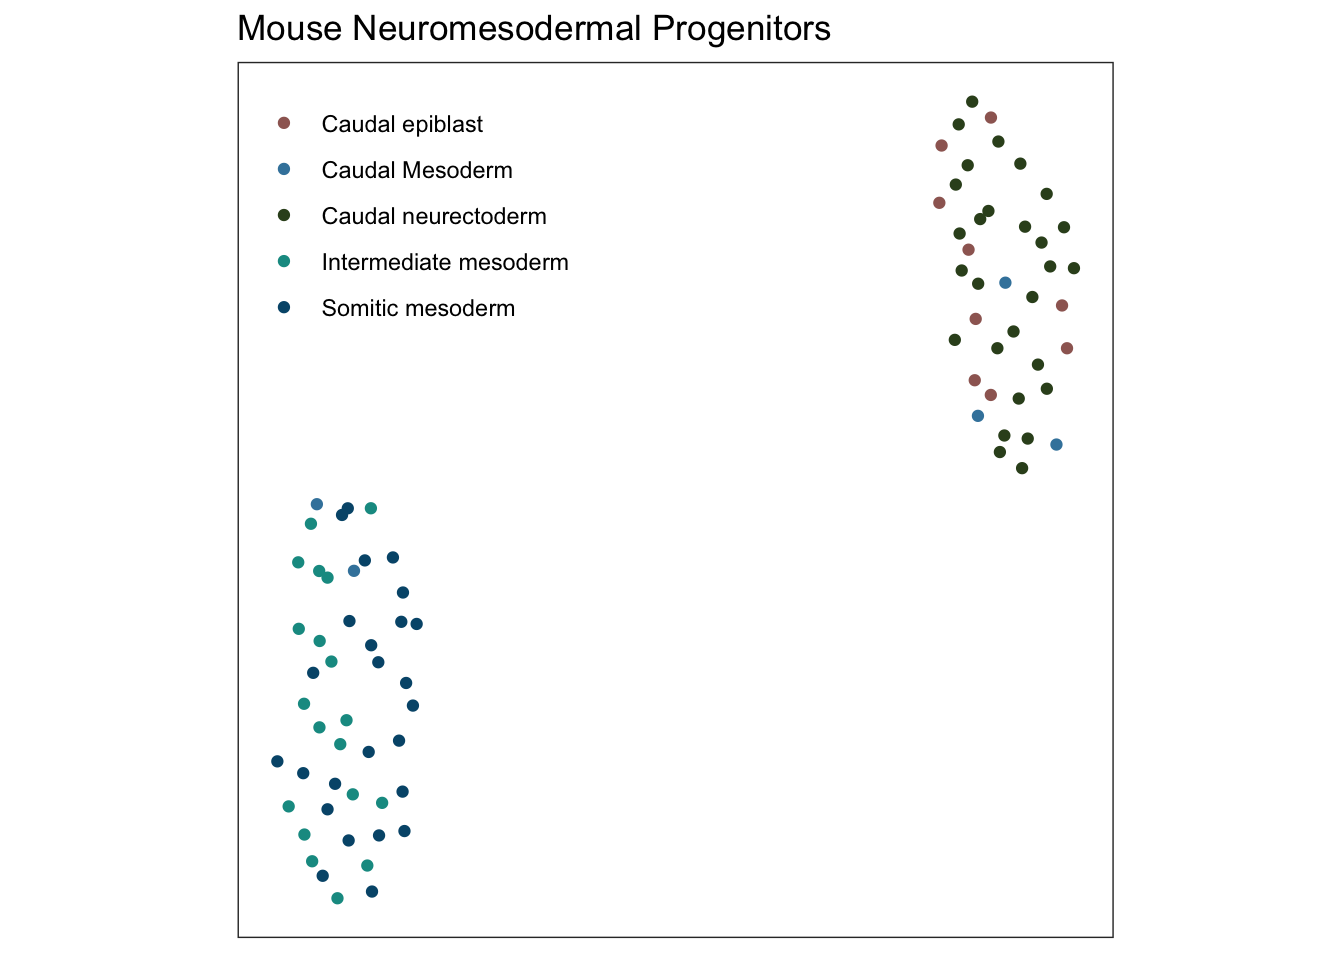 Mouse Neuromesodermal Progenitors
Caudal epiblast
Caudal Mesoderm
Caudal neurectoderm
Intermediate mesoderm
Somitic mesoderm